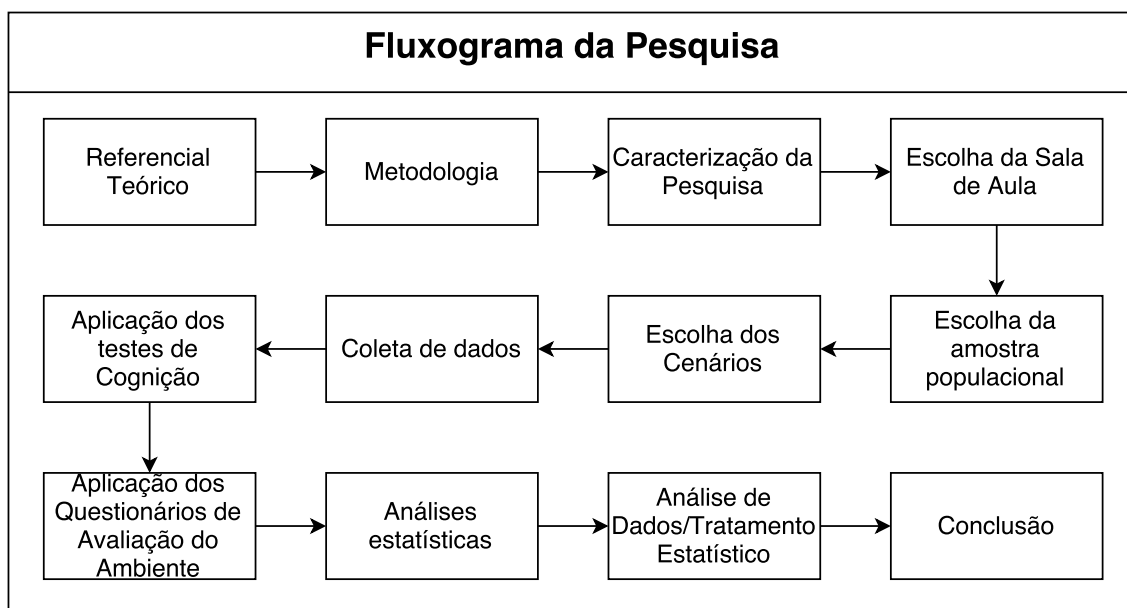 Fluxograma da Pesquisa
Referencial
Teórico
Metodologia
Caracterização da
Pesquisa
Escolha da Sala
de Aula
Escolha da
amostra
populacional
Escolha dos
Cenários
Coleta de dados
Aplicação dos
testes de
Cognição
Aplicação dos
Questionários de
Avaliação do
Ambiente
Análises
estatísticas
Análise de
Dados/Tratamento
Estatístico
Conclusão